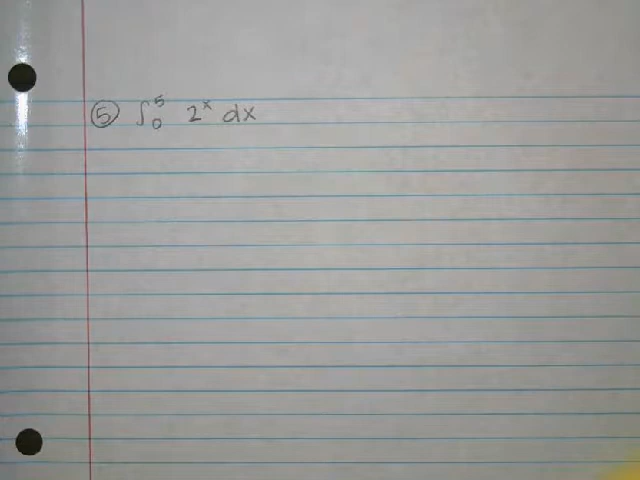 ⑤ ∫₀⁵ 2ˣ dx